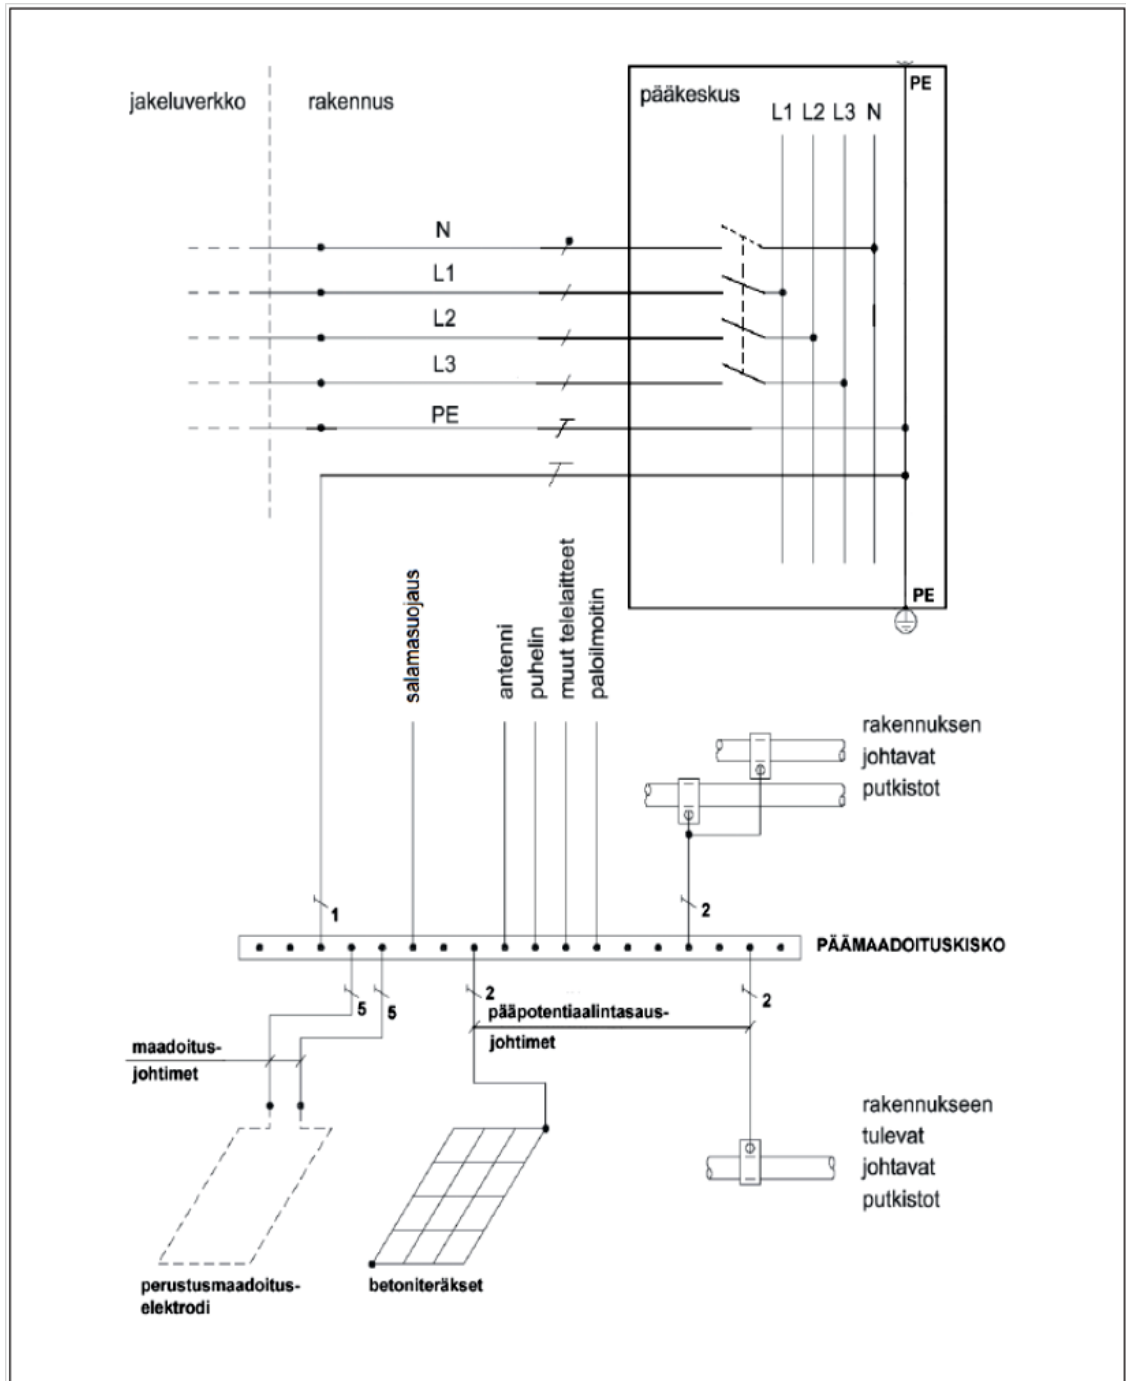 jakeluverkko
rakennus
pääkeskus
PE
L1 L2 L3 N
N
L1
L2
L3
PE
PE
salamasuojaus
antenni
puhelin
muut telelaitteet
paloilmoitin
rakennuksen
johtavat
putkistot
1
2
PÄÄMAADOITUSKISKO
5
5
2
2
pääpotentiaalintasaus-
johtimet
maadoitus-
johtimet
rakennukseen
tulevat
johtavat
putkistot
perustusmaadoitus-
elektrodi
betoniteräkset